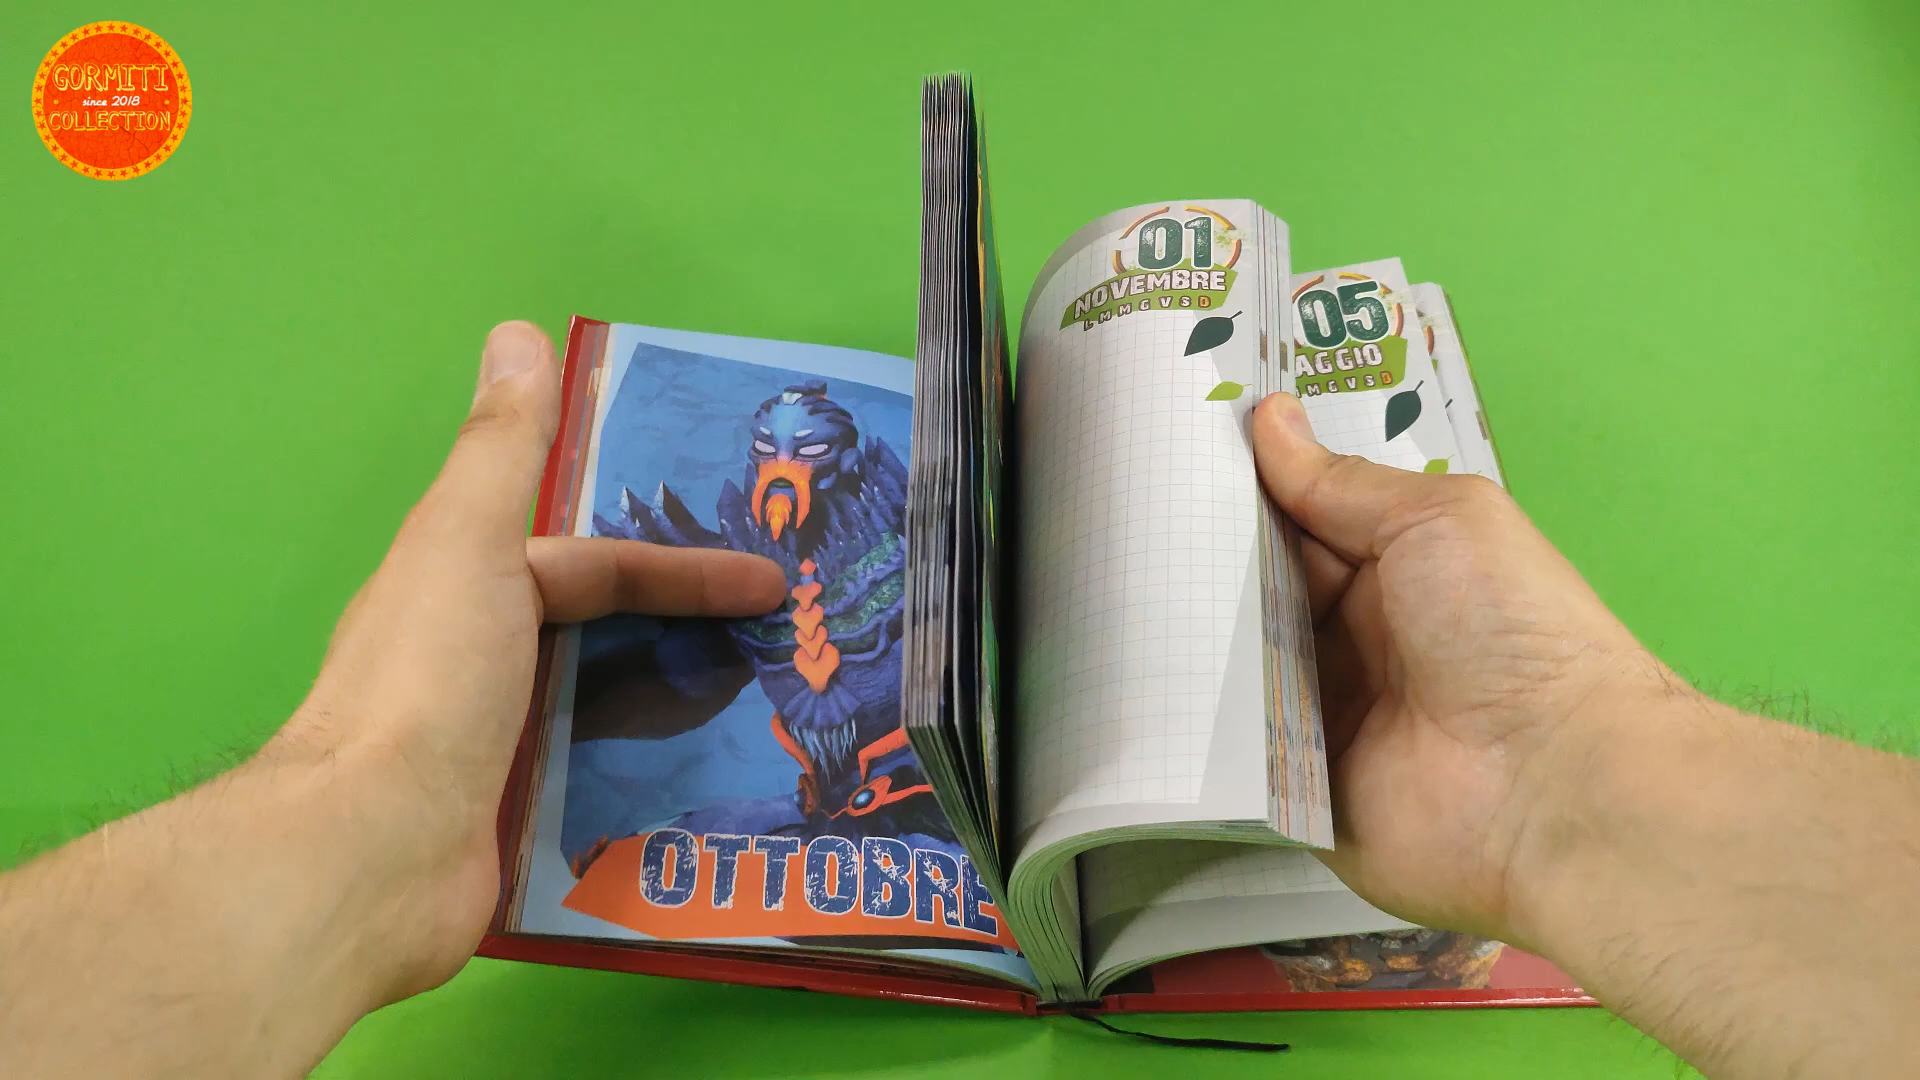 GORMITI
since 2018
COLLECTION
OTTOBRE
01
NOVEMBRE
L M M G V S D
05
AGGIO
M G V S D